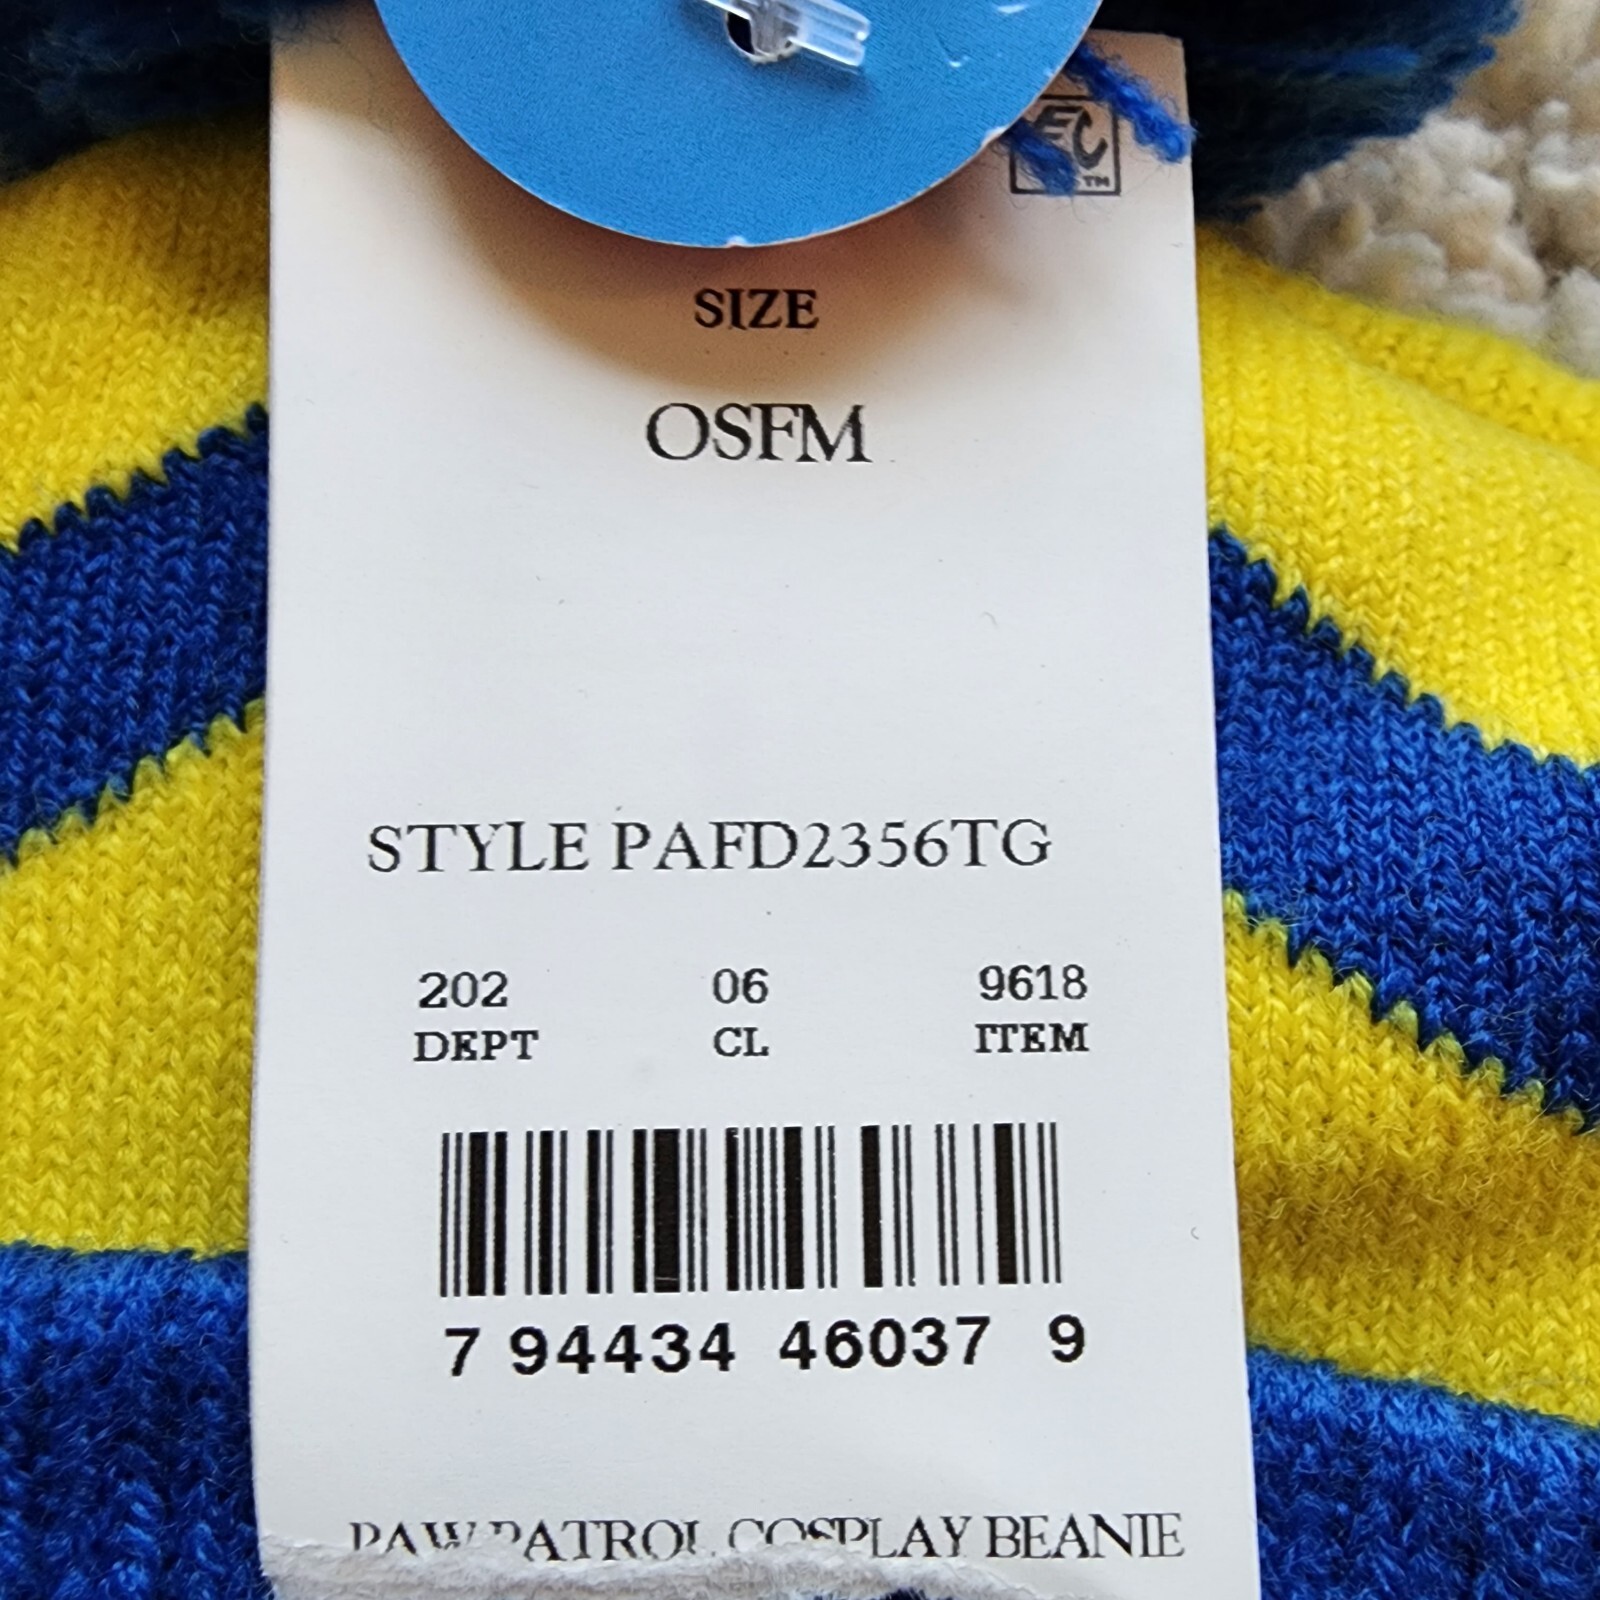 SIZE
OSFM
STYLE PAFD2356TG
202 06 9618
DEPT CL ITEM
7 94434 46037 9
PAW PATROL COSPLAY BEANIE